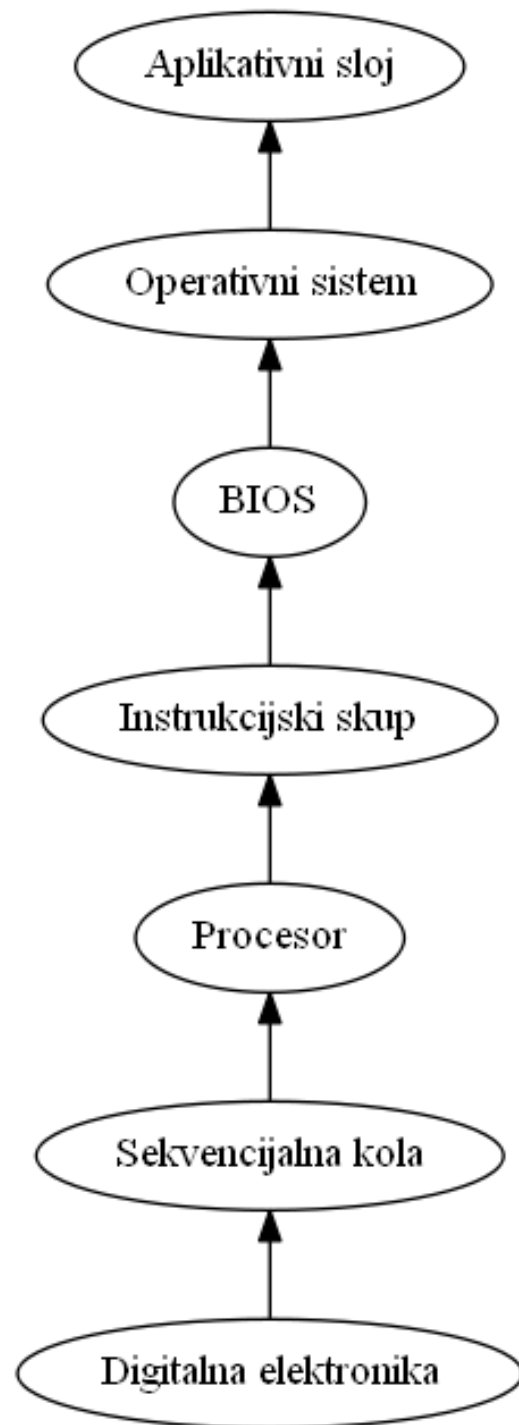 Aplikativni sloj
Operativni sistem
BIOS
Instrukcijski skup
Procesor
Sekvencijalna kola
Digitalna elektronika